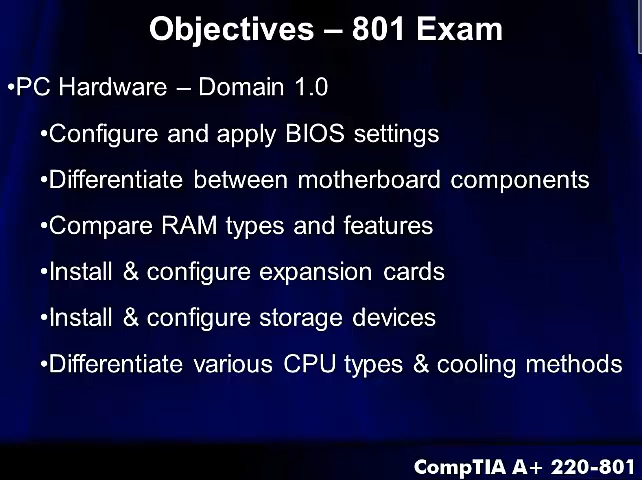 Objectives – 801 Exam
•PC Hardware – Domain 1.0
•Configure and apply BIOS settings
•Differentiate between motherboard components
•Compare RAM types and features
•Install & configure expansion cards
•Install & configure storage devices
•Differentiate various CPU types & cooling methods
CompTIA A+ 220-801